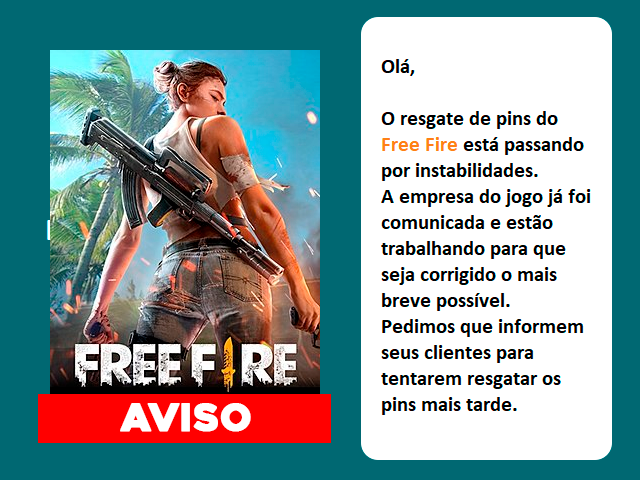 FREE FIRE
AVISO
Olá,
O resgate de pins do
Free Fire está passando
por instabilidades.
A empresa do jogo já foi
comunicada e estão
trabalhando para que
seja corrigido o mais
breve possível.
Pedimos que informem
seus clientes para
tentarem resgatar os
pins mais tarde.